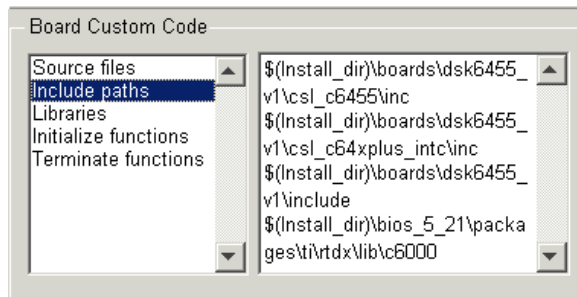 Board Custom Code
Source files
Include paths
Libraries
Initialize functions
Terminate functions
$(Install_dir)\boards\dsk6455_
v1\csl_c6455\inc
$(Install_dir)\boards\dsk6455_
v1\csl_c64xplus_intc\inc
$(Install_dir)\boards\dsk6455_
v1\include
$(Install_dir)\bios_5_21\packa
ges\ti\rtdx\lib\c6000